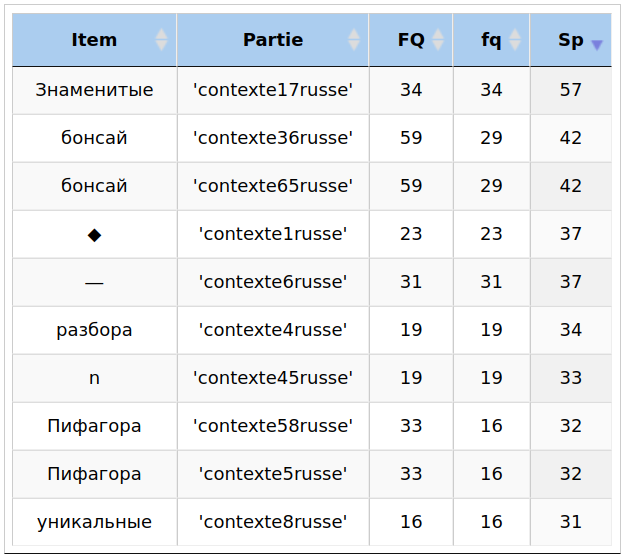 Item Partie FQ fq Sp
Знаменитые 'contexte17russe' 34 34 57
бонсай 'contexte36russe' 59 29 42
бонсай 'contexte65russe' 59 29 42
◆ 'contexte1russe' 23 23 37
— 'contexte6russe' 31 31 37
разбора 'contexte4russe' 19 19 34
n 'contexte45russe' 19 19 33
Пифагора 'contexte58russe' 33 16 32
Пифагора 'contexte5russe' 33 16 32
уникальные 'contexte8russe' 16 16 31